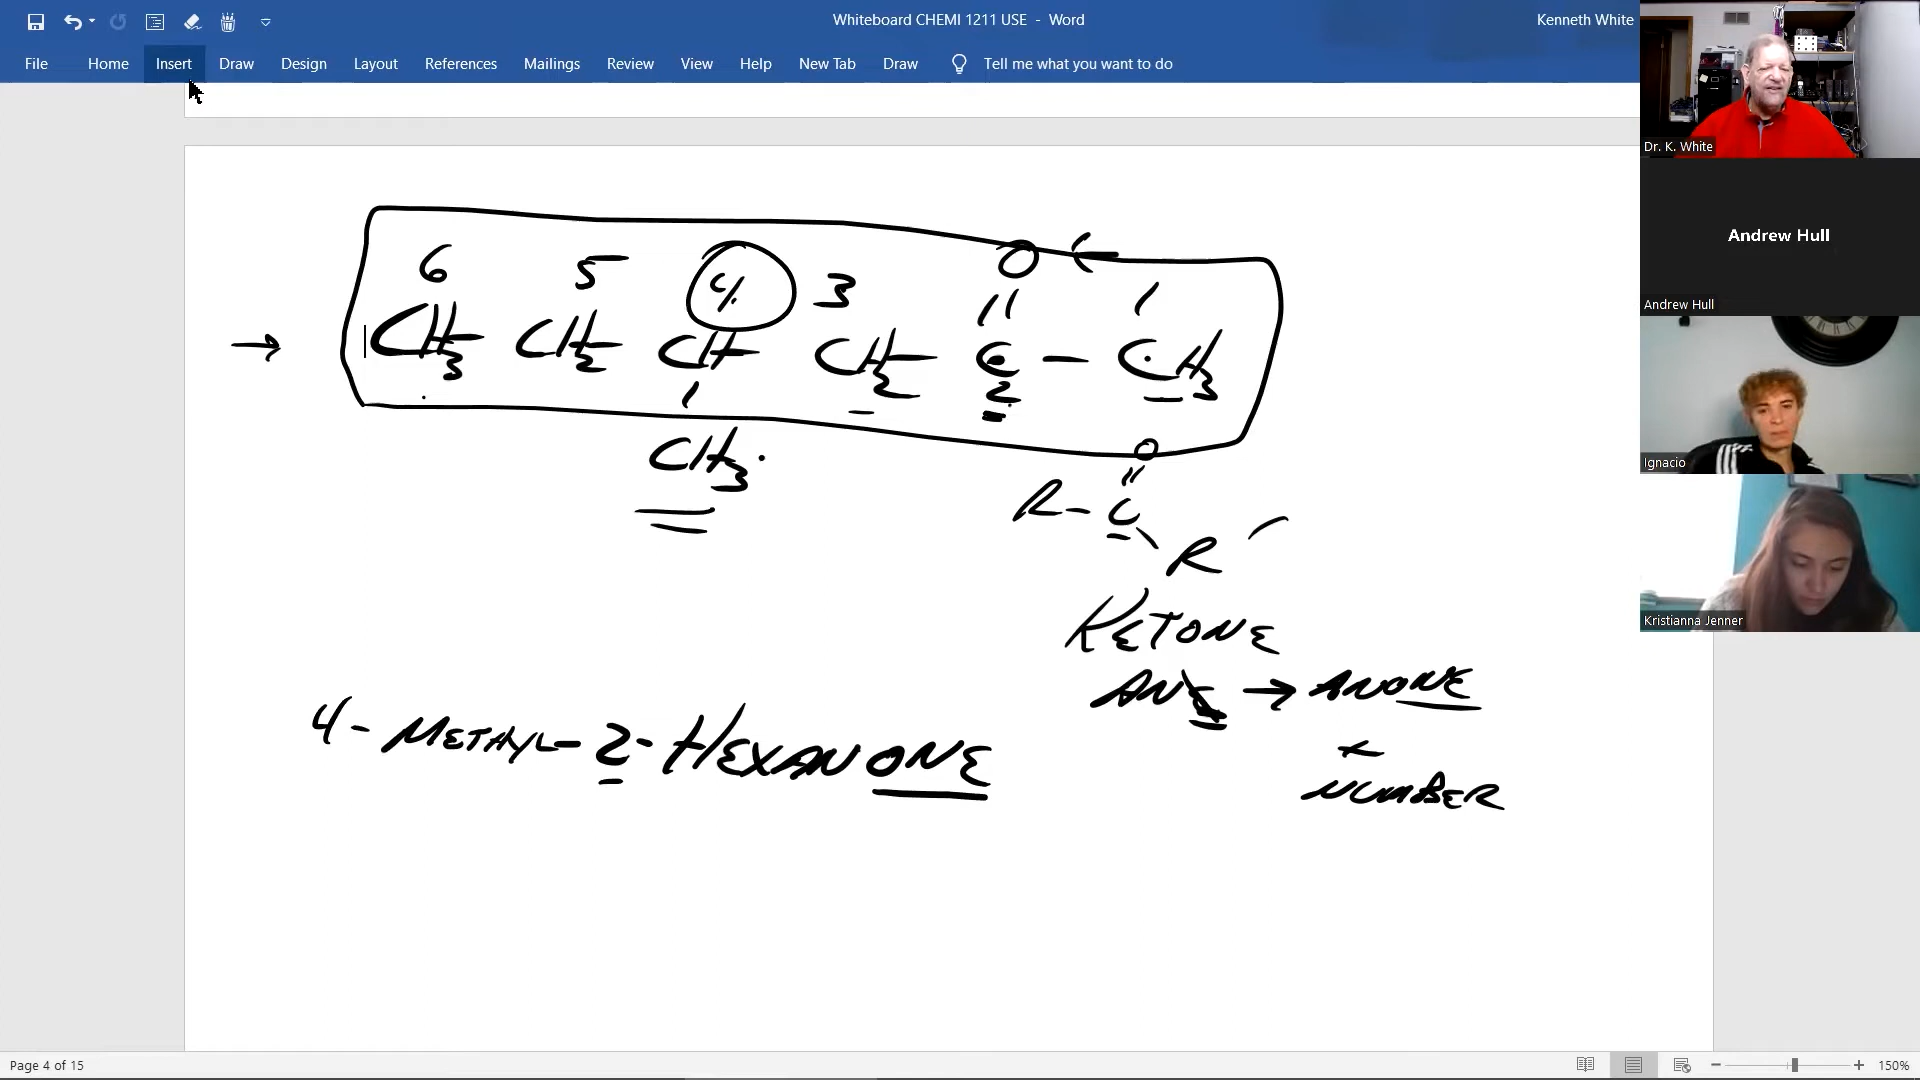 Whiteboard CHEMI 1211 USE - Word
Kenneth White
File Home Insert Draw Design Layout References Mailings Review View Help New Tab Draw Tell me what you want to do
Dr. K. White
Andrew Hull
Andrew Hull
Ignacio
Kristianna Jenner
6 5 4 3 O 1
CH3 CH2 CH CH2 C CH3
2
CH3
O
R-C
R
KETONE
ANE → ANONE
+
NUMBER
4-METHYL-2-HEXANONE
Page 4 of 15
150%